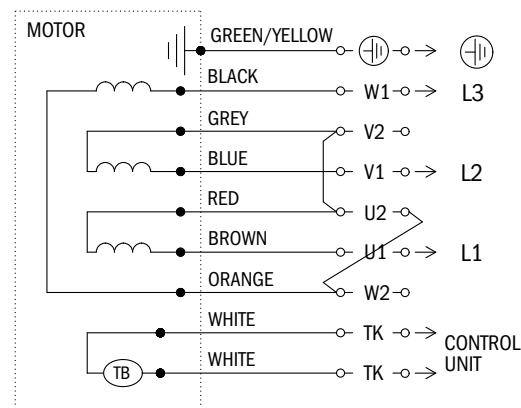 MOTOR
GREEN/YELLOW
BLACK W1 L3
GREY V2
BLUE V1 L2
RED U2
BROWN U1 L1
ORANGE W2
WHITE TK
CONTROL
UNIT
TB WHITE TK